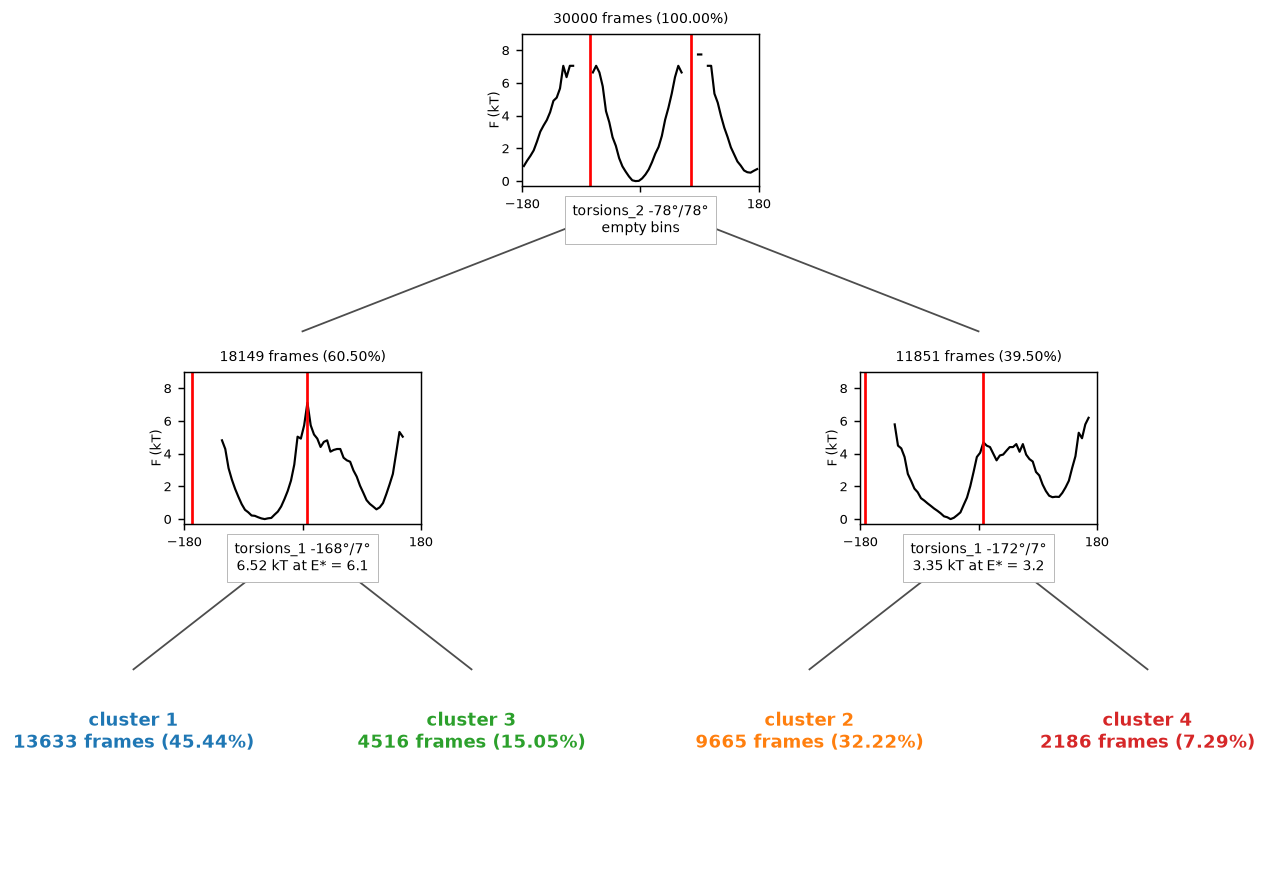 30000 frames (100.00%)
8
6
4
2
0
F (kT)
−180
180
torsions_2 -78°/78°
empty bins
18149 frames (60.50%)
8
6
4
2
0
F (kT)
−180
180
torsions_1 -168°/7°
6.52 kT at E* = 6.1
11851 frames (39.50%)
8
6
4
2
0
F (kT)
−180
180
torsions_1 -172°/7°
3.35 kT at E* = 3.2
cluster 1
13633 frames (45.44%)
cluster 3
4516 frames (15.05%)
cluster 2
9665 frames (32.22%)
cluster 4
2186 frames (7.29%)